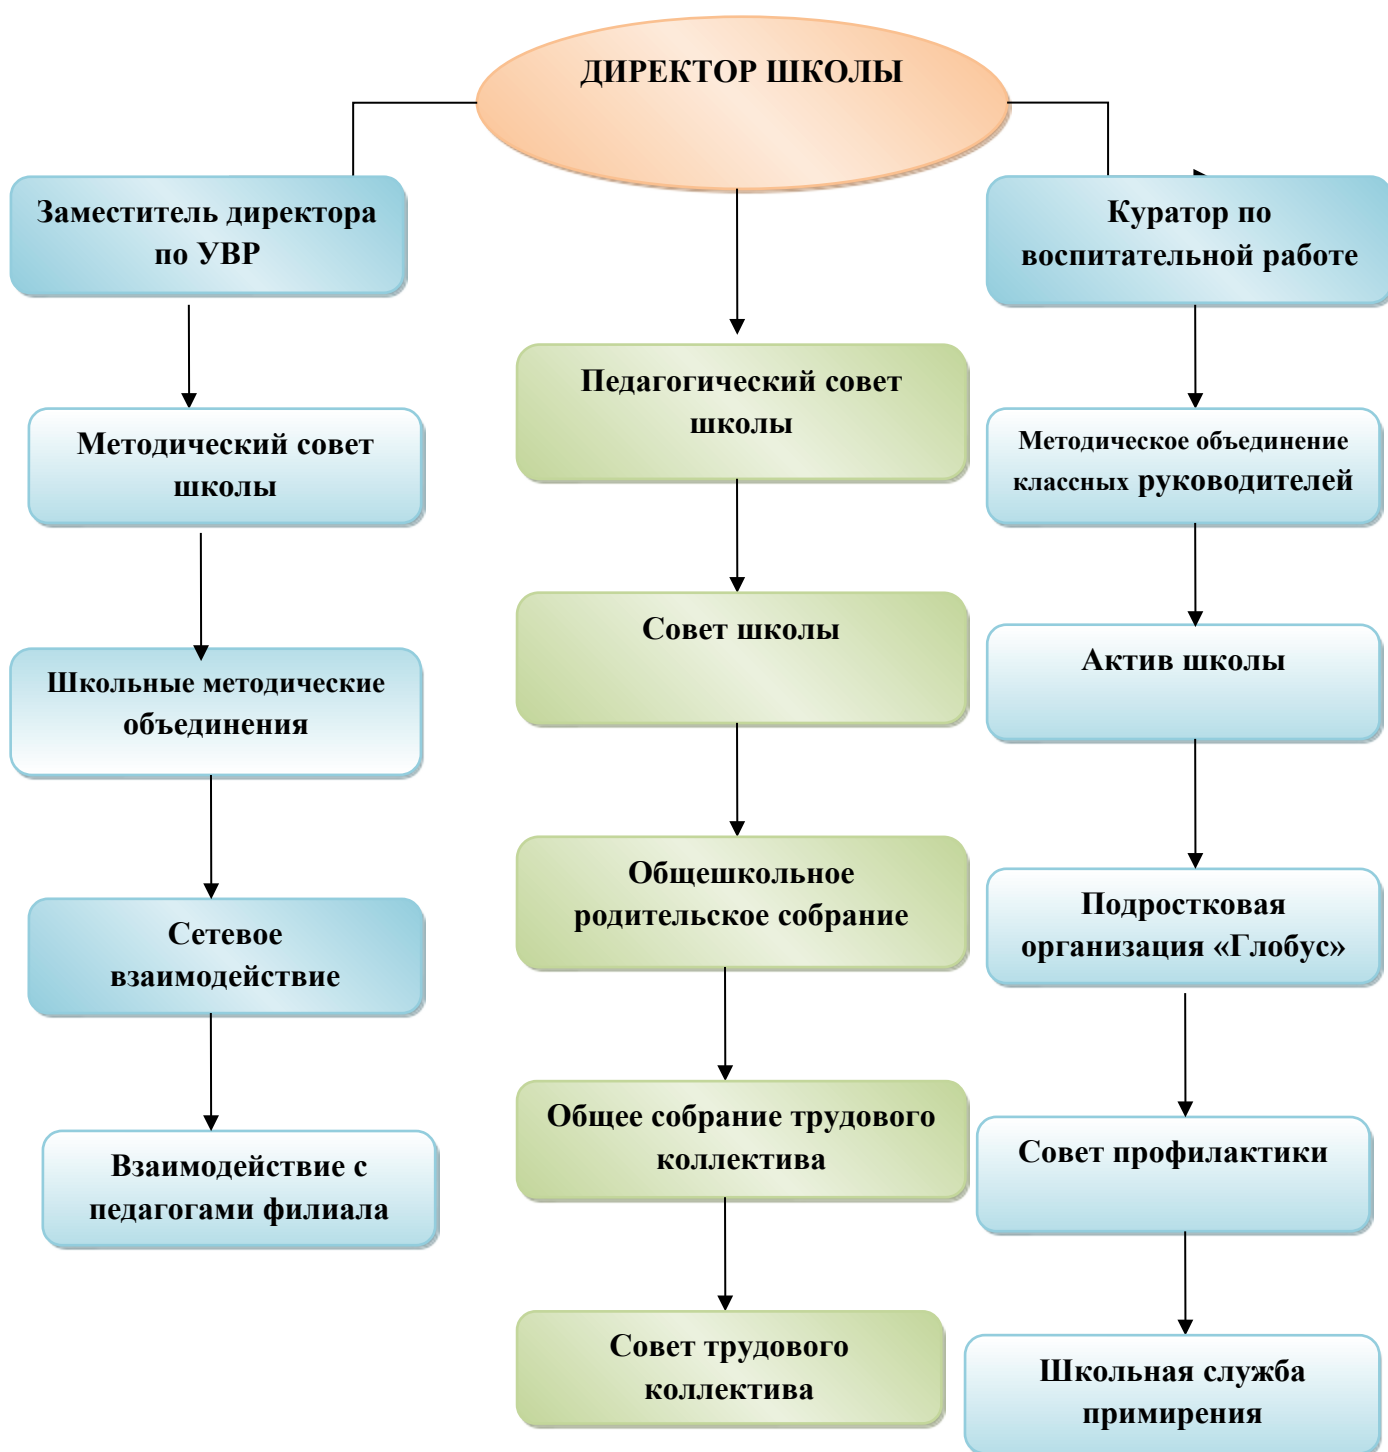 ДИРЕКТОР ШКОЛЫ
Заместитель директора
по УВР
Методический совет
школы
Школьные методические
объединения
Сетевое
взаимодействие
Взаимодействие с
педагогами филиала
Педагогический совет
школы
Совет школы
Общешкольное
родительское собрание
Общее собрание трудового
коллектива
Совет трудового
коллектива
Куратор по
воспитательной работе
Методическое объединение
классных руководителей
Актив школы
Подростковая
организация «Глобус»
Совет профилактики
Школьная служба
примирения